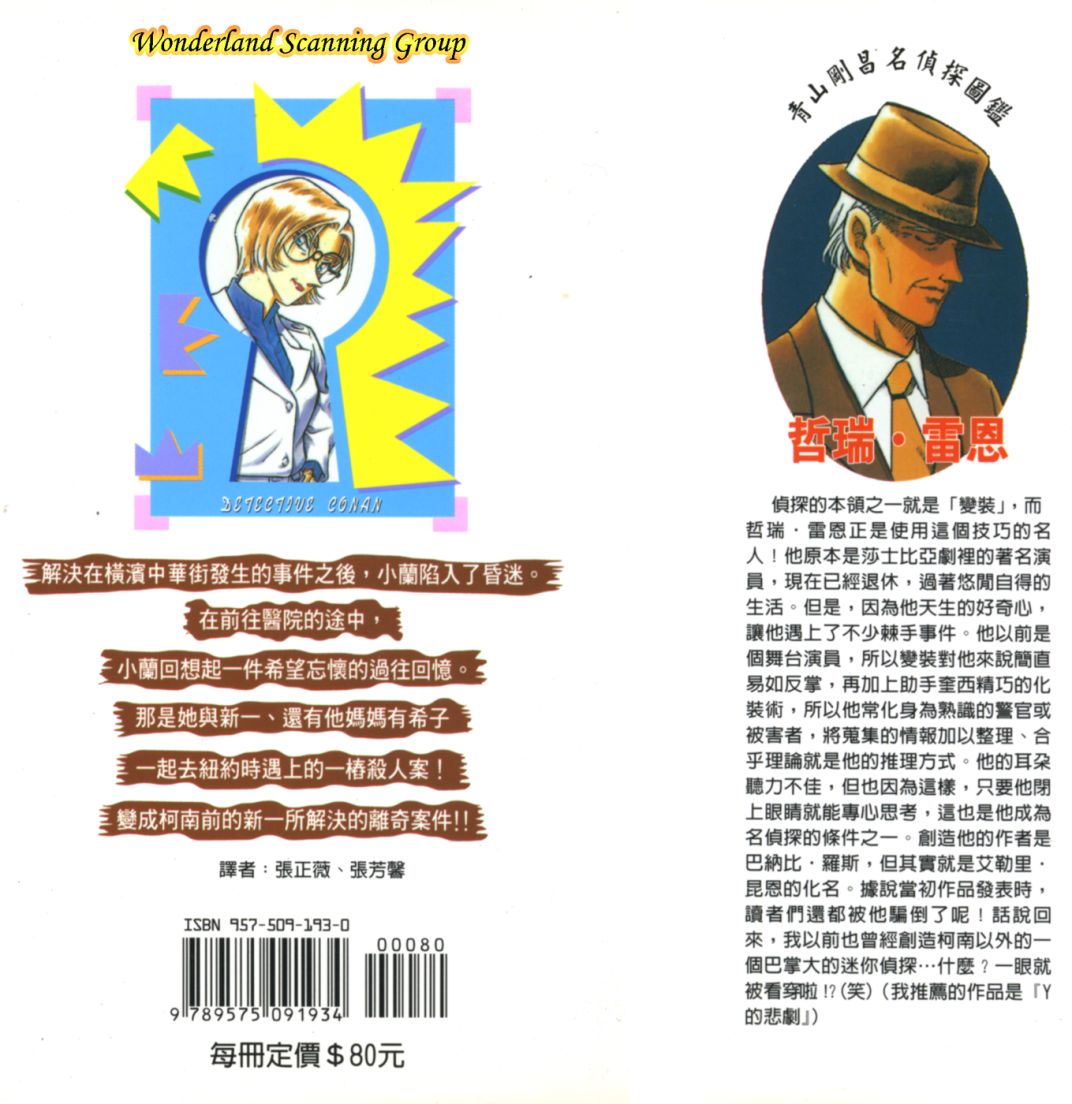 Wonderland Scanning Group
DETECTIVE CONAN
解決在橫濱中華街發生的事件之後，小蘭陷入了昏迷。
在前往醫院的途中，
小蘭回想起一件希望忘懷的過往回憶。
那是她與新一、還有他媽媽有希子
一起去紐約時遇上的一樁殺人案！
變成柯南前的新一所解決的離奇案件!!
譯者：張正薇、張芳馨
ISBN 957-509-193-0
00080
9 789575 091934
每冊定價＄80元
青山剛昌名偵探圖鑑
哲瑞・雷恩
偵探的本領之一就是「變裝」，而
哲瑞．雷恩正是使用這個技巧的名
人！他原本是莎士比亞劇裡的著名演
員，現在已經退休，過著悠閒自得的
生活。但是，因為他天生的好奇心，
讓他遇上了不少棘手事件。他以前是
個舞台演員，所以變裝對他來說簡直
易如反掌，再加上助手奎西精巧的化
裝術，所以他常化身為熟識的警官或
被害者，將蒐集的情報加以整理、合
乎理論就是他的推理方式。他的耳朵
聽力不佳，但也因為這樣，只要他閉
上眼睛就能專心思考，這也是他成為
名偵探的條件之一。創造他的作者是
巴納比．羅斯，但其實就是艾勒里．
昆恩的化名。據說當初作品發表時，
讀者們還都被他騙倒了呢！話說回
來，我以前也曾經創造柯南以外的一
個巴掌大的迷你偵探…什麼？一眼就
被看穿啦!?(笑)(我推薦的作品是『Y
的悲劇』)